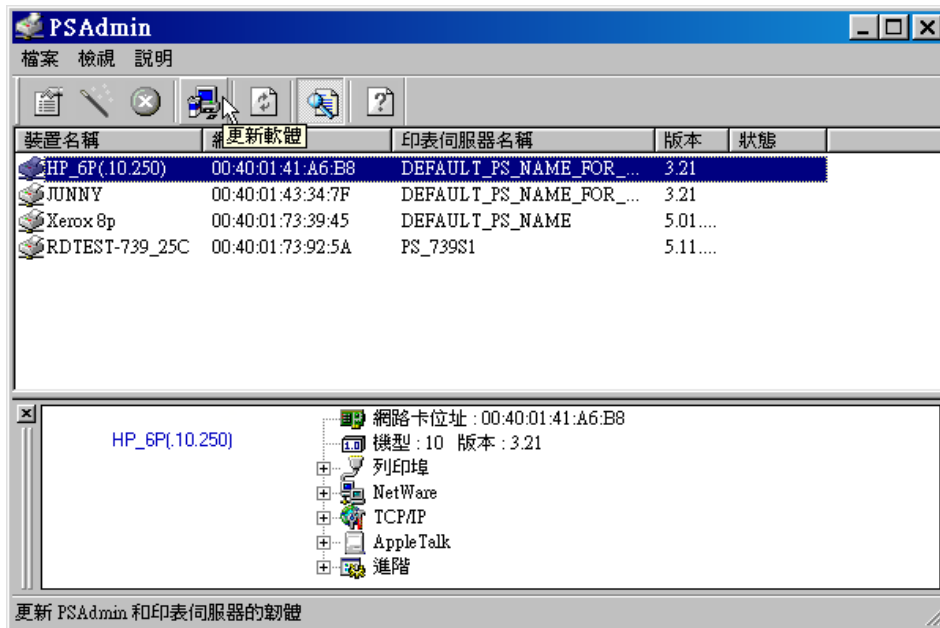 PSAdmin
檔案 檢視 說明
裝置名稱 印表伺服器名稱 版本 狀態
更新軟體
HP_6P(.10.250) 00:40:01:41:A6:B8 DEFAULT_PS_NAME_FOR_... 3.21
JUNNY 00:40:01:43:34:7F DEFAULT_PS_NAME_FOR_... 3.21
Xerox 8p 00:40:01:73:39:45 DEFAULT_PS_NAME 5.01....
RDTEST-739_25C 00:40:01:73:92:5A PS_739S1 5.11....
HP_6P(.10.250)
網路卡位址 : 00:40:01:41:A6:B8
機型 : 10 版本 : 3.21
列印埠
NetWare
TCP/IP
AppleTalk
進階
更新 PSAdmin 和印表伺服器的韌體